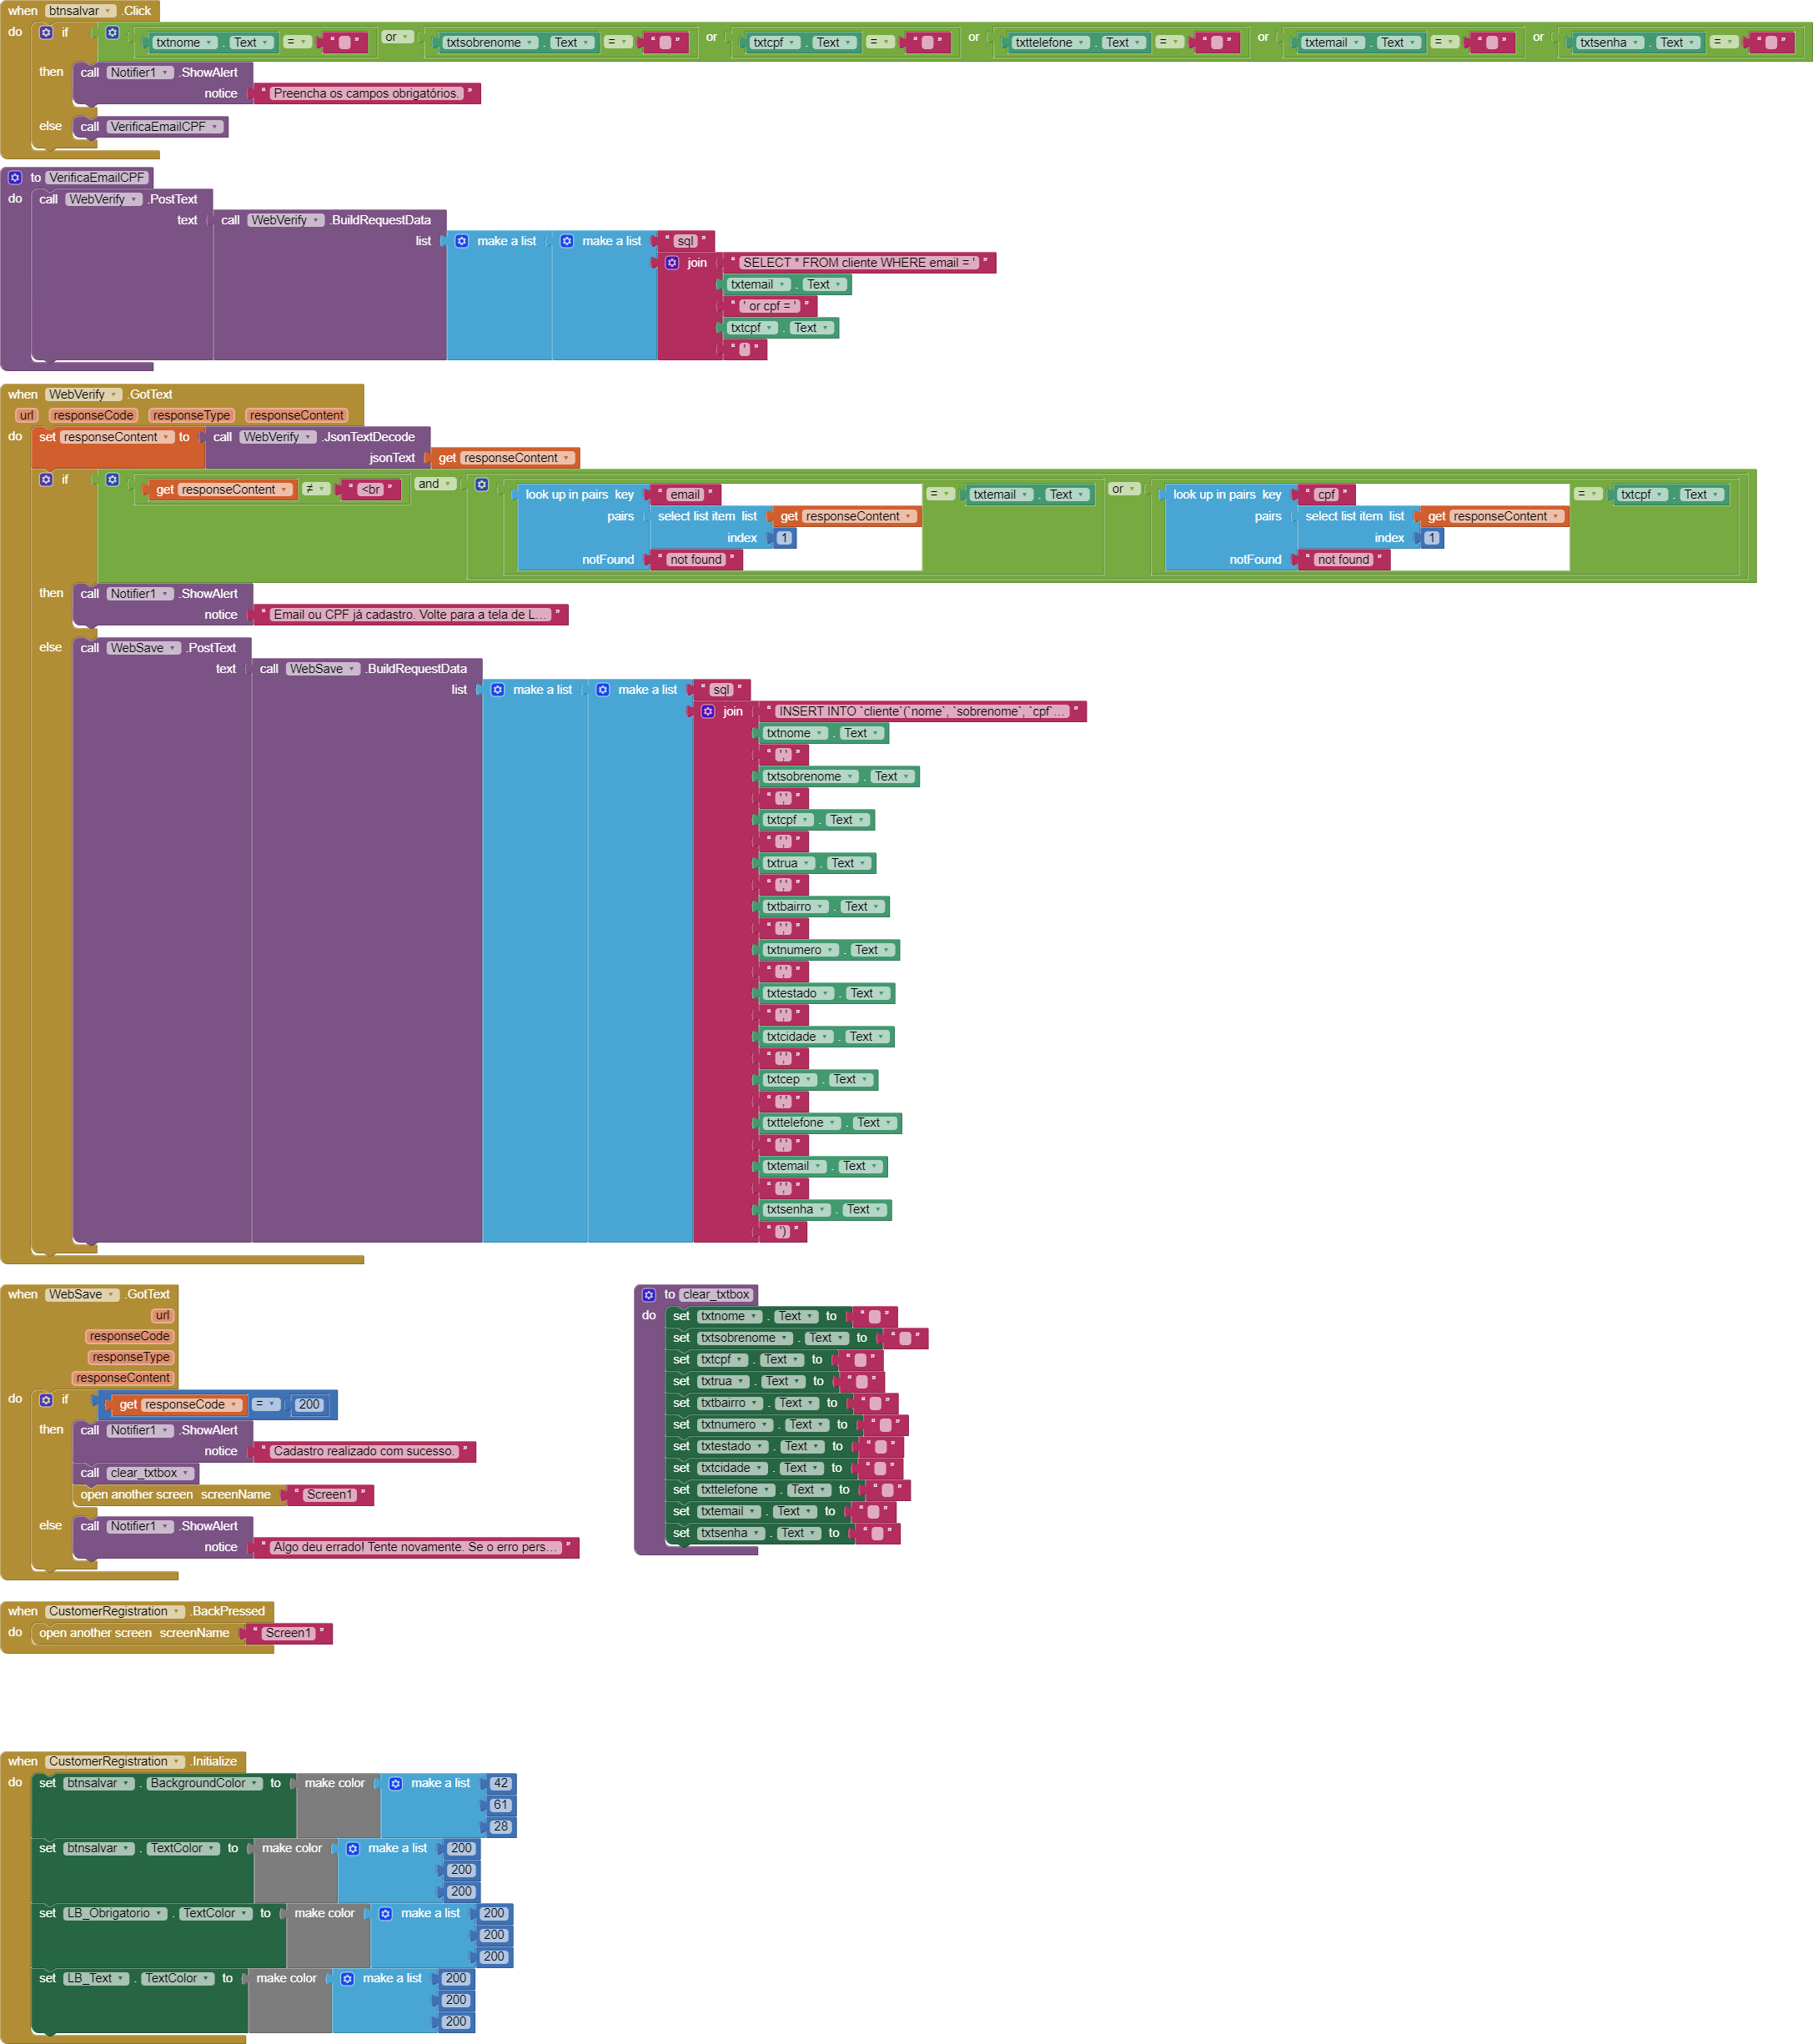 when btnsalvar .Click
do if txtnome . Text = “ ” or txtsobrenome . Text = “ ” or txtcpf . Text = “ ” or txttelefone . Text = “ ” or txtemail . Text = “ ” or txtsenha . Text = “ ”
then call Notifier1 .ShowAlert
notice “ Preencha os campos obrigatórios. ”
else call VerificaEmailCPF
to VerificaEmailCPF
do call WebVerify .PostText
text call WebVerify .BuildRequestData
list make a list make a list “ sql ”
join “ SELECT * FROM cliente WHERE email = ' ”
txtemail . Text
“ ' or cpf = ' ”
txtcpf . Text
“ ' ”
when WebVerify .GotText
url responseCode responseType responseContent
do set responseContent to call WebVerify .JsonTextDecode
jsonText get responseContent
if get responseContent ≠ “ <br ” and look up in pairs key “ email ” = txtemail . Text or look up in pairs key “ cpf ” = txtcpf . Text
pairs select list item list get responseContent pairs select list item list get responseContent
index 1 index 1
notFound “ not found ” notFound “ not found ”
then call Notifier1 .ShowAlert
notice “ Email ou CPF já cadastro. Volte para a tela de L... ”
else call WebSave .PostText
text call WebSave .BuildRequestData
list make a list make a list “ sql ”
join “ INSERT INTO `cliente`(`nome`, `sobrenome`, `cpf`... ”
txtnome . Text
“ ',' ”
txtsobrenome . Text
“ ',' ”
txtcpf . Text
“ ',' ”
txtrua . Text
“ ',' ”
txtbairro . Text
“ ',' ”
txtnumero . Text
“ ',' ”
txtestado . Text
“ ',' ”
txtcidade . Text
“ ',' ”
txtcep . Text
“ ',' ”
txttelefone . Text
“ ',' ”
txtemail . Text
“ ',' ”
txtsenha . Text
“ ') ”
when WebSave .GotText
url
responseCode
responseType
responseContent
do if get responseCode = 200
then call Notifier1 .ShowAlert
notice “ Cadastro realizado com sucesso. ”
call clear_txtbox
open another screen screenName “ Screen1 ”
else call Notifier1 .ShowAlert
notice “ Algo deu errado! Tente novamente. Se o erro pers... ”
to clear_txtbox
do set txtnome . Text to “ ”
set txtsobrenome . Text to “ ”
set txtcpf . Text to “ ”
set txtrua . Text to “ ”
set txtbairro . Text to “ ”
set txtnumero . Text to “ ”
set txtestado . Text to “ ”
set txtcidade . Text to “ ”
set txttelefone . Text to “ ”
set txtemail . Text to “ ”
set txtsenha . Text to “ ”
when CustomerRegistration .BackPressed
do open another screen screenName “ Screen1 ”
when CustomerRegistration .Initialize
do set btnsalvar . BackgroundColor to make color make a list 42
61
28
set btnsalvar . TextColor to make color make a list 200
200
200
set LB_Obrigatorio . TextColor to make color make a list 200
200
200
set LB_Text . TextColor to make color make a list 200
200
200